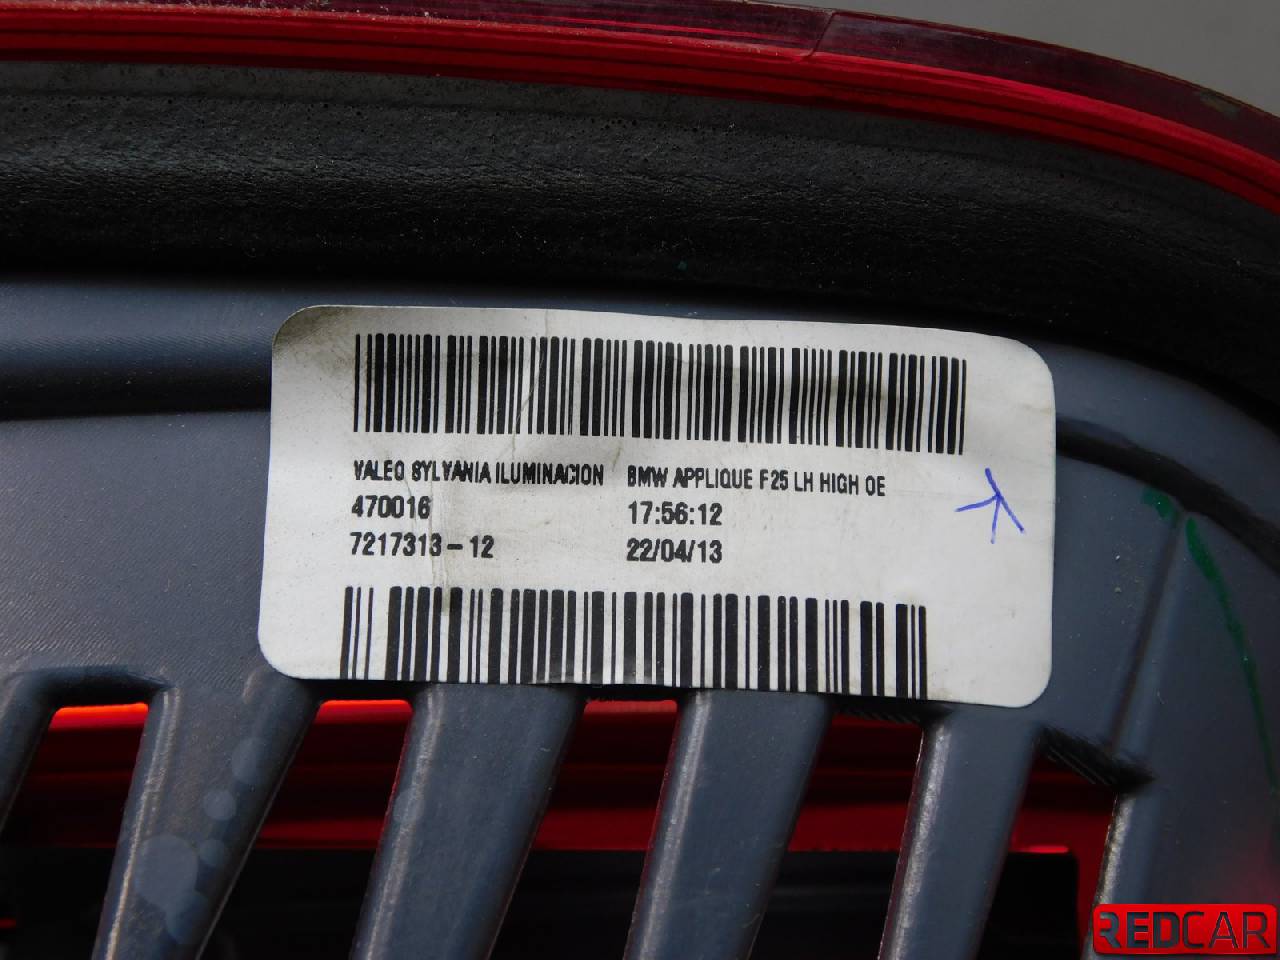 VALEO SYLVANIA ILUMINACION BMW APPLIQUE F25 LH HIGH OE
470016 17:56:12
7217313-12 22/04/13
REDCAR